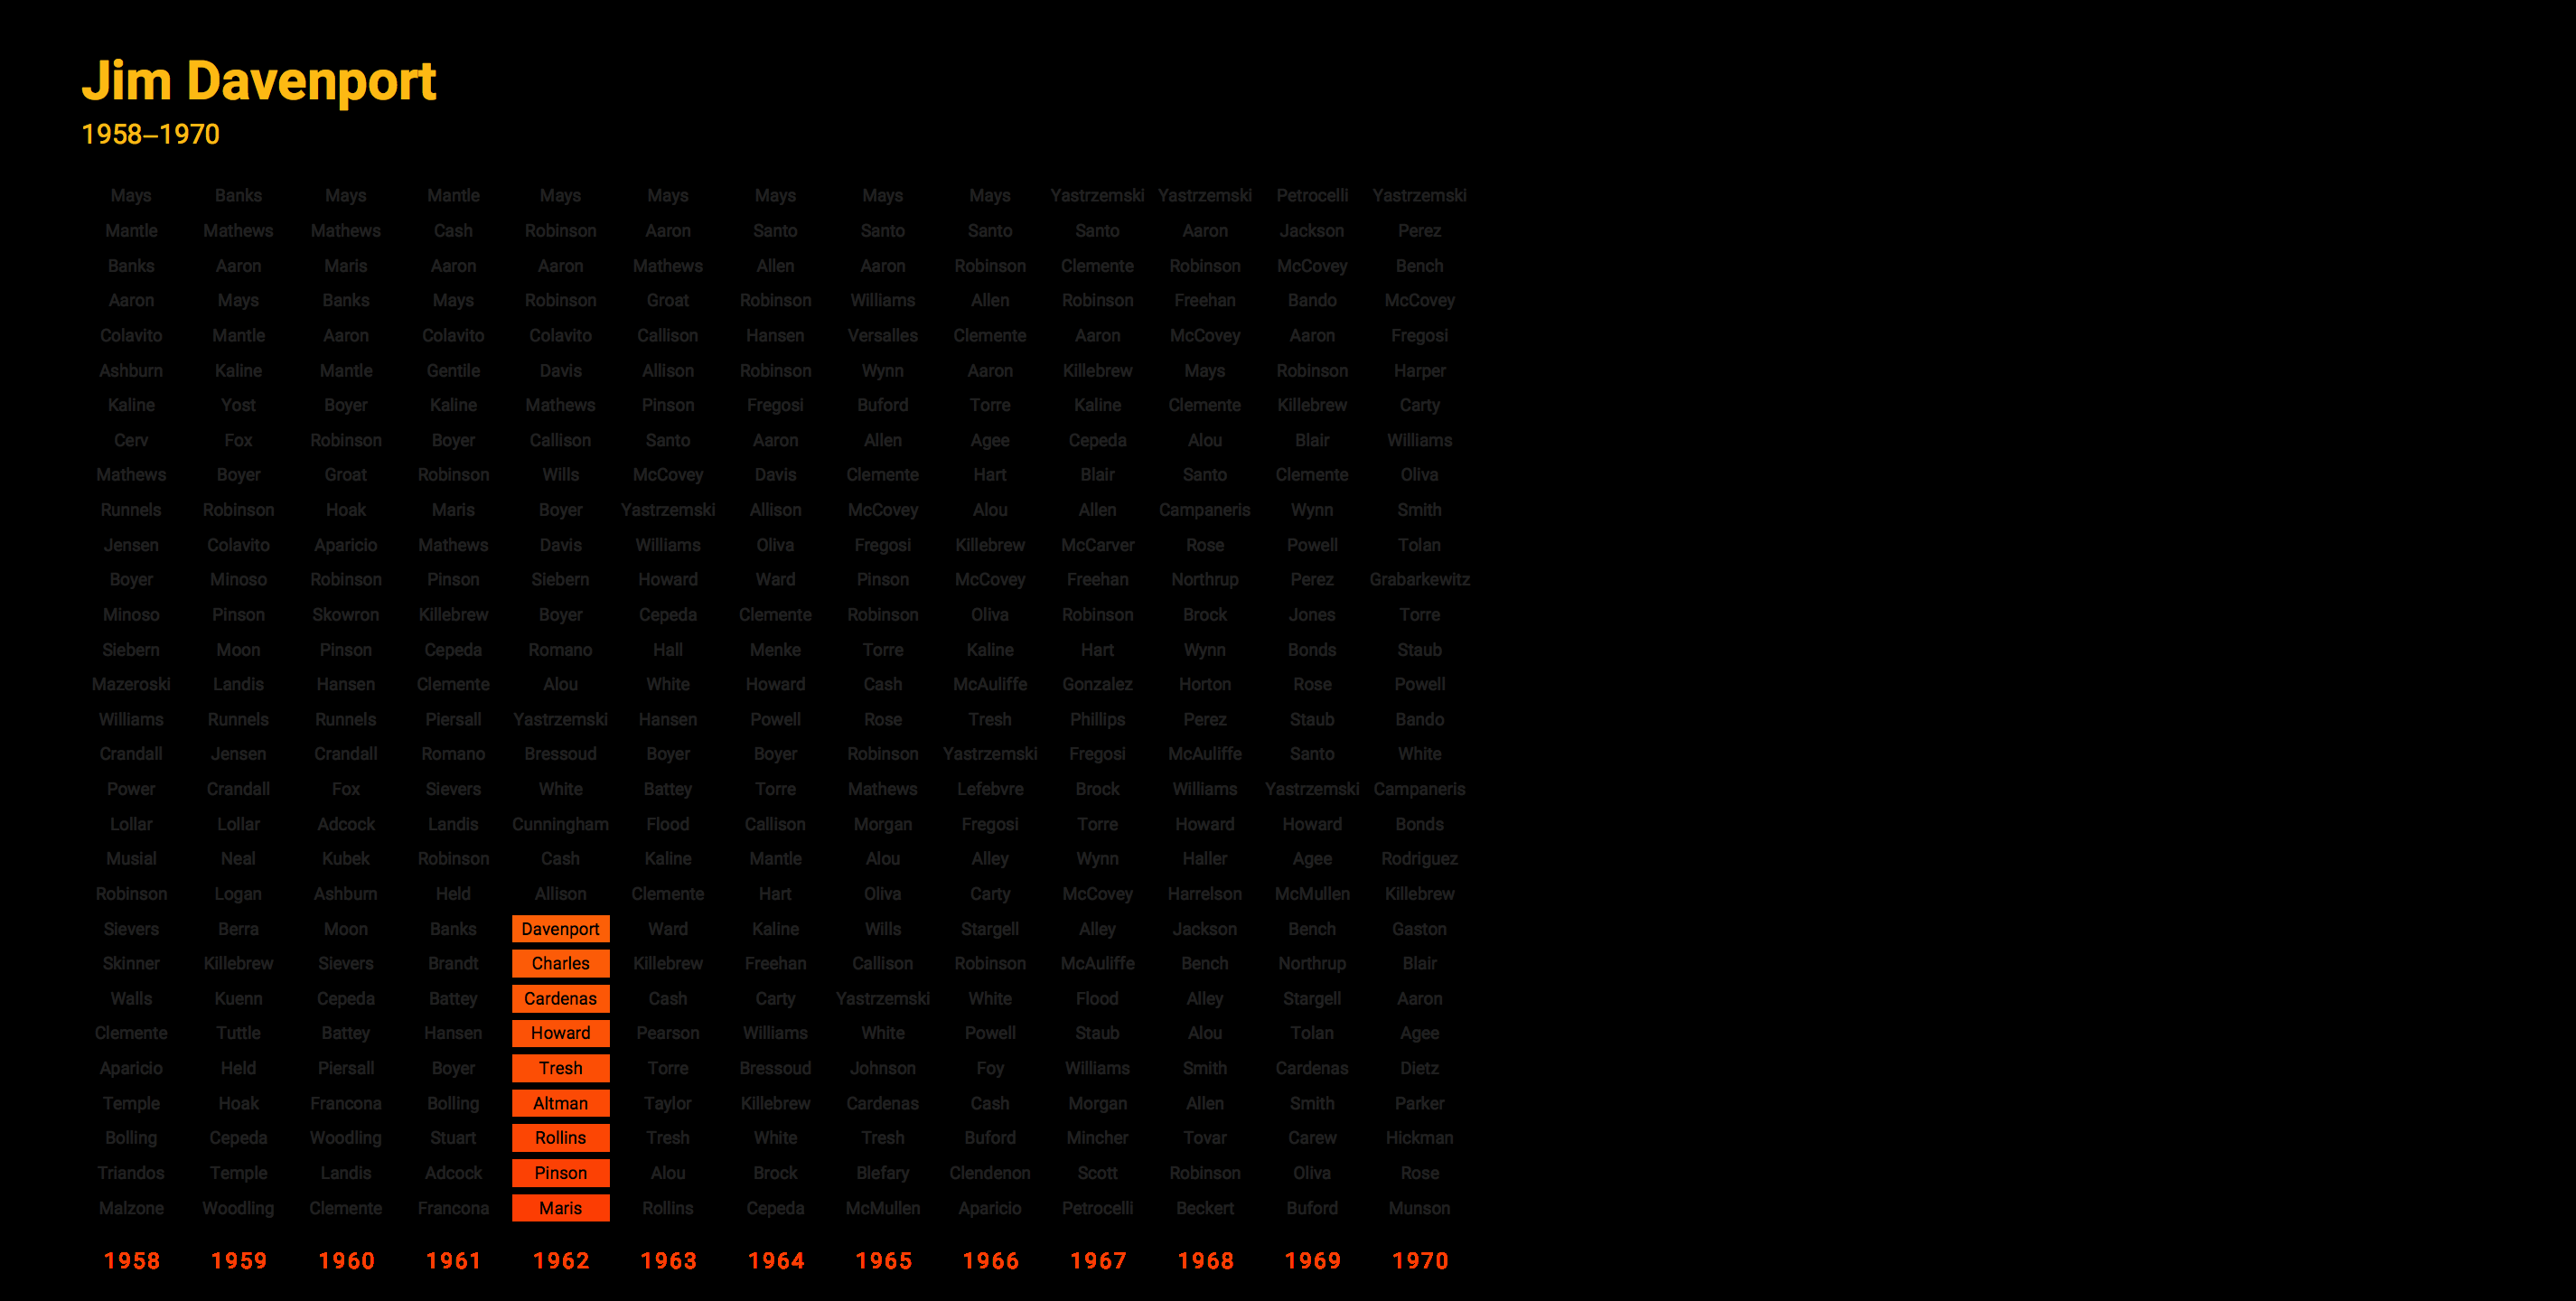 Jim Davenport
1958–1970
Mays Banks Mays Mantle Mays Mays Mays Mays Mays Yastrzemski Yastrzemski Petrocelli Yastrzemski
Mantle Mathews Mathews Cash Robinson Aaron Santo Santo Santo Santo Aaron Jackson Perez
Banks Aaron Maris Aaron Aaron Mathews Allen Aaron Robinson Clemente Robinson McCovey Bench
Aaron Mays Banks Mays Robinson Groat Robinson Williams Allen Robinson Freehan Bando McCovey
Colavito Mantle Aaron Colavito Colavito Callison Hansen Versalles Clemente Aaron McCovey Aaron Fregosi
Ashburn Kaline Mantle Gentile Davis Allison Robinson Wynn Aaron Killebrew Mays Robinson Harper
Kaline Yost Boyer Kaline Mathews Pinson Fregosi Buford Torre Kaline Clemente Killebrew Carty
Cerv Fox Robinson Boyer Callison Santo Aaron Allen Agee Cepeda Alou Blair Williams
Mathews Boyer Groat Robinson Wills McCovey Davis Clemente Hart Blair Santo Clemente Oliva
Runnels Robinson Hoak Maris Boyer Yastrzemski Allison McCovey Alou Allen Campaneris Wynn Smith
Jensen Colavito Aparicio Mathews Davis Williams Oliva Fregosi Killebrew McCarver Rose Powell Tolan
Boyer Minoso Robinson Pinson Siebern Howard Ward Pinson McCovey Freehan Northrup Perez Grabarkewitz
Minoso Pinson Skowron Killebrew Boyer Cepeda Clemente Robinson Oliva Robinson Brock Jones Torre
Siebern Moon Pinson Cepeda Romano Hall Menke Torre Kaline Hart Wynn Bonds Staub
Mazeroski Landis Hansen Clemente Alou White Howard Cash McAuliffe Gonzalez Horton Rose Powell
Williams Runnels Runnels Piersall Yastrzemski Hansen Powell Rose Tresh Phillips Perez Staub Bando
Crandall Jensen Crandall Romano Bressoud Boyer Boyer Robinson Yastrzemski Fregosi McAuliffe Santo White
Power Crandall Fox Sievers White Battey Torre Mathews Lefebvre Brock Williams Yastrzemski Campaneris
Lollar Lollar Adcock Landis Cunningham Flood Callison Morgan Fregosi Torre Howard Howard Bonds
Musial Neal Kubek Robinson Cash Kaline Mantle Alou Alley Wynn Haller Agee Rodriguez
Robinson Logan Ashburn Held Allison Clemente Hart Oliva Carty McCovey Harrelson McMullen Killebrew
Sievers Berra Moon Banks Davenport Ward Kaline Wills Stargell Alley Jackson Bench Gaston
Skinner Killebrew Sievers Brandt Charles Killebrew Freehan Callison Robinson McAuliffe Bench Northrup Blair
Walls Kuenn Cepeda Battey Cardenas Cash Carty Yastrzemski White Flood Alley Stargell Aaron
Clemente Tuttle Battey Hansen Howard Pearson Williams White Powell Staub Alou Tolan Agee
Aparicio Held Piersall Boyer Tresh Torre Bressoud Johnson Foy Williams Smith Cardenas Dietz
Temple Hoak Francona Bolling Altman Taylor Killebrew Cardenas Cash Morgan Allen Smith Parker
Bolling Cepeda Woodling Stuart Rollins Tresh White Tresh Buford Mincher Tovar Carew Hickman
Triandos Temple Landis Adcock Pinson Alou Brock Blefary Clendenon Scott Robinson Oliva Rose
Malzone Woodling Clemente Francona Maris Rollins Cepeda McMullen Aparicio Petrocelli Beckert Buford Munson
1958 1959 1960 1961 1962 1963 1964 1965 1966 1967 1968 1969 1970